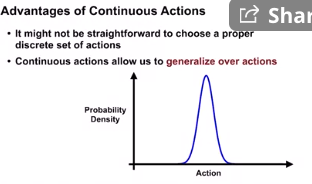 Advantages of Continuous Actions
Shar
• It might not be straightforward to choose a proper
discrete set of actions
• Continuous actions allow us to generalize over actions
Probability
Density
Action